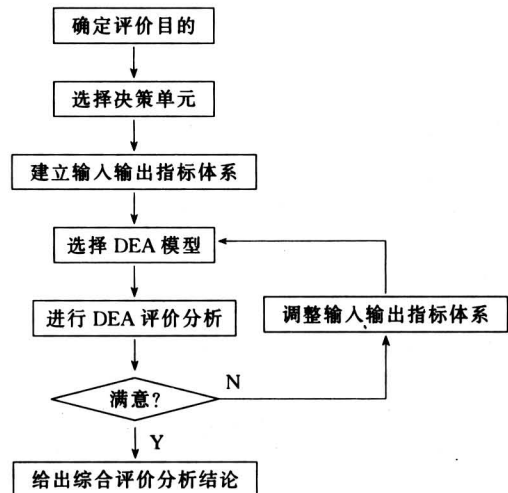 确定评价目的
选择决策单元
建立输入输出指标体系
选择 DEA 模型
进行 DEA 评价分析
调整输入输出指标体系
满意?
N
Y
给出综合评价分析结论